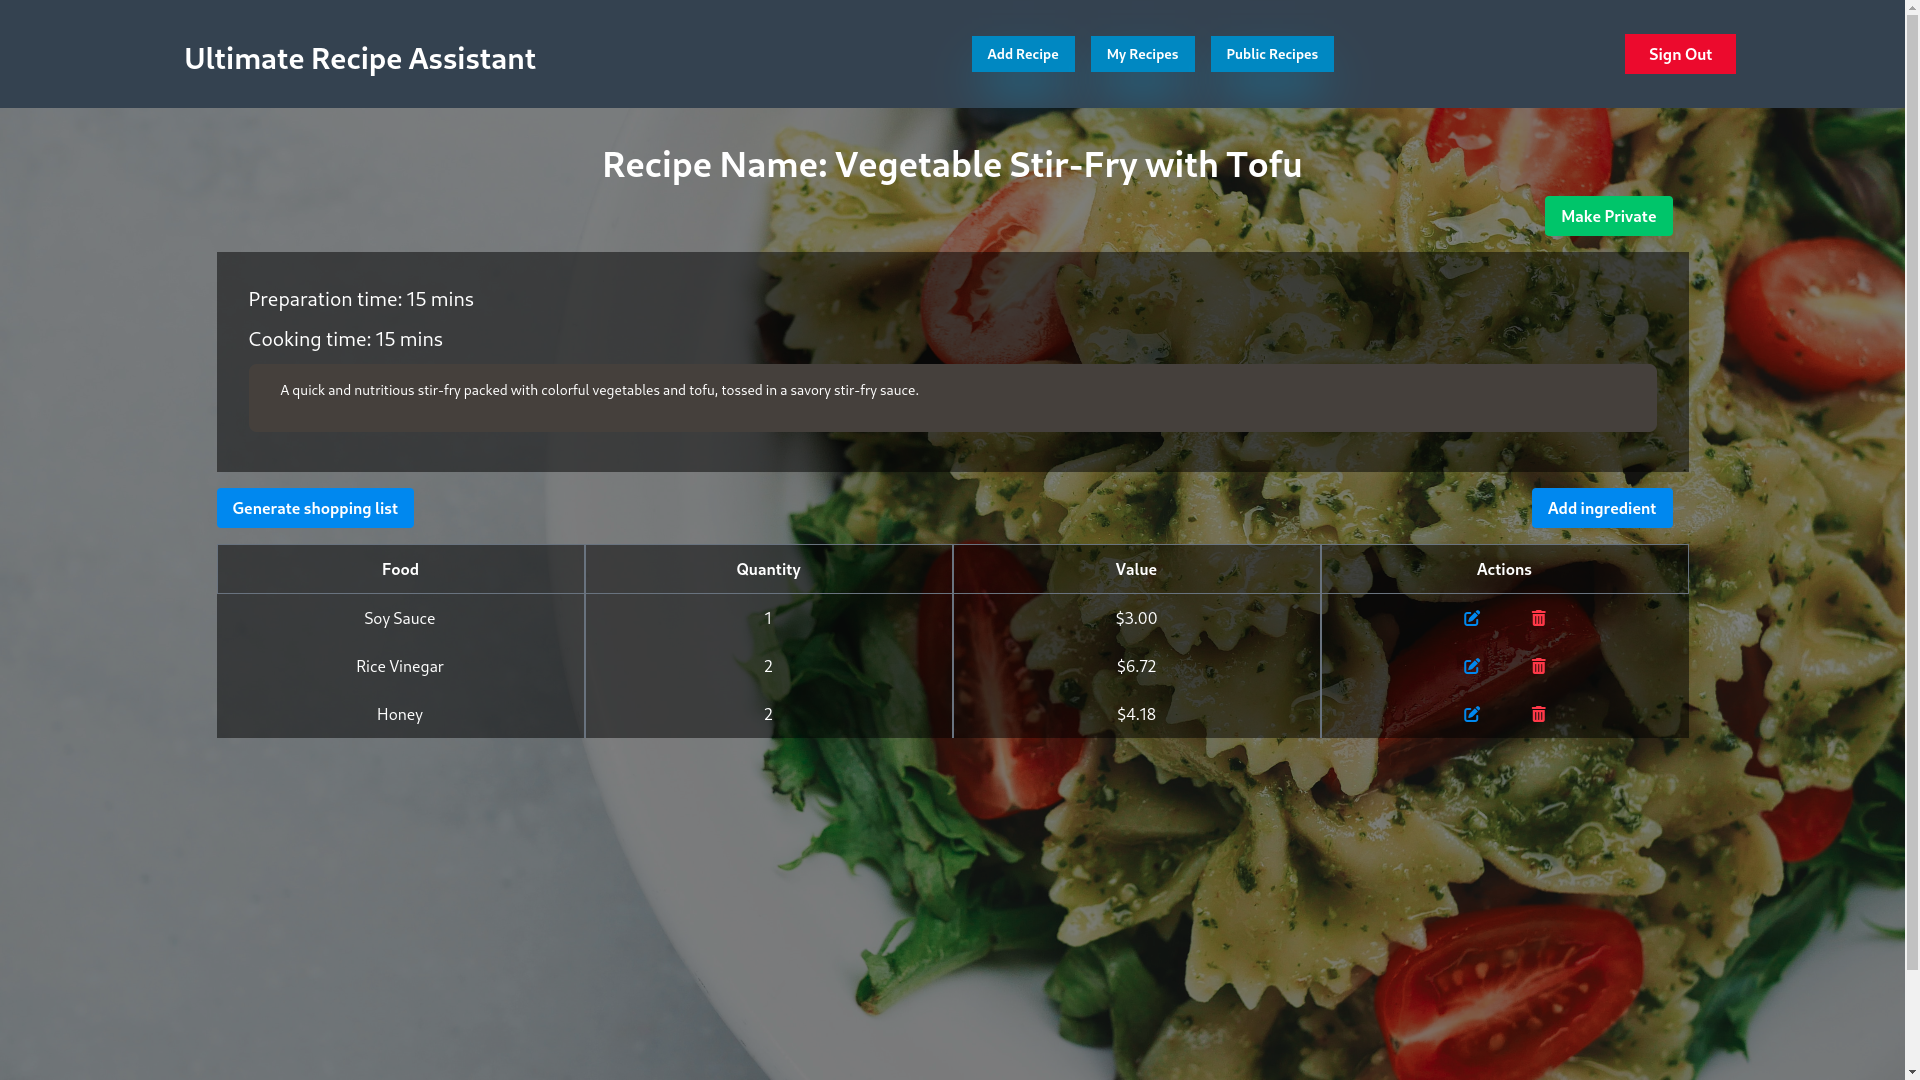 Ultimate Recipe Assistant
Add Recipe My Recipes Public Recipes
Sign Out
Recipe Name: Vegetable Stir-Fry with Tofu
Make Private
Preparation time: 15 mins
Cooking time: 15 mins
A quick and nutritious stir-fry packed with colorful vegetables and tofu, tossed in a savory stir-fry sauce.
Generate shopping list Add ingredient
Food Quantity Value Actions
Soy Sauce 1 $3.00
Rice Vinegar 2 $6.72
Honey 2 $4.18